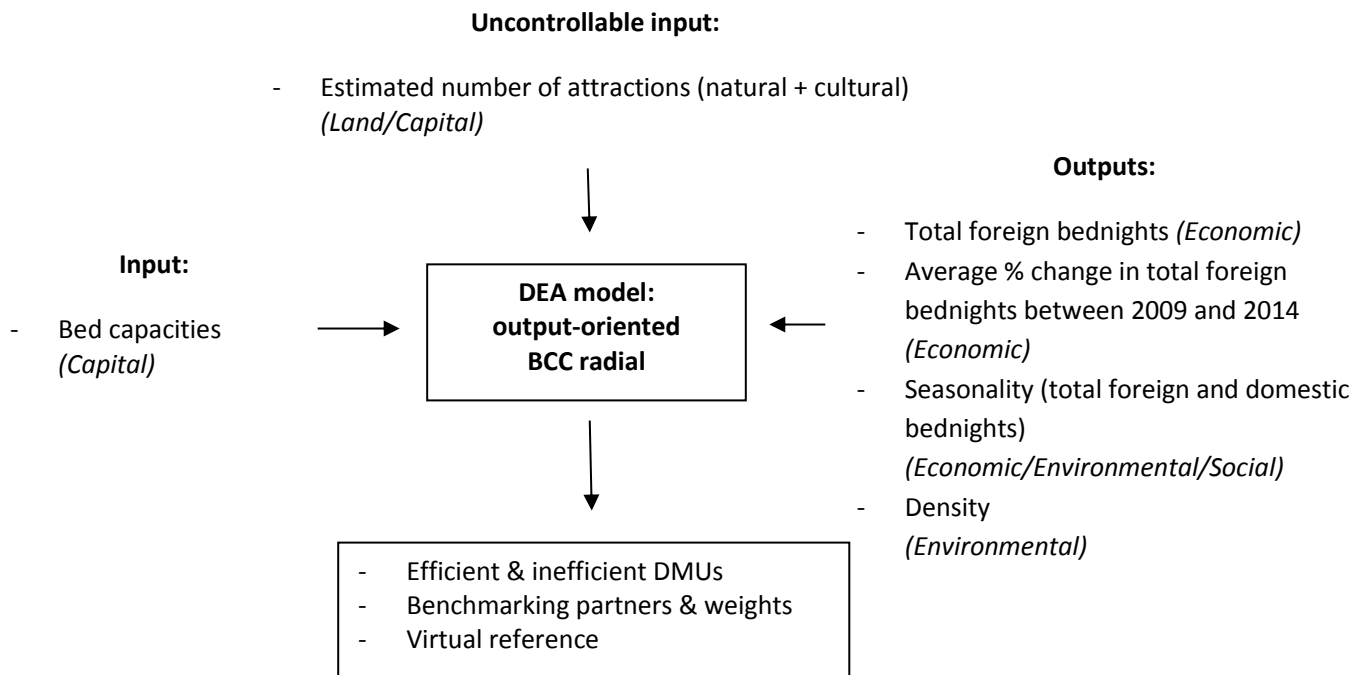 Uncontrollable input:
- Estimated number of attractions (natural + cultural)
(Land/Capital)
Input:
- Bed capacities
(Capital)
DEA model:
output-oriented
BCC radial
Outputs:
- Total foreign bednights (Economic)
- Average % change in total foreign
bednights between 2009 and 2014
(Economic)
- Seasonality (total foreign and domestic
bednights)
(Economic/Environmental/Social)
- Density
(Environmental)
- Efficient & inefficient DMUs
- Benchmarking partners & weights
- Virtual reference